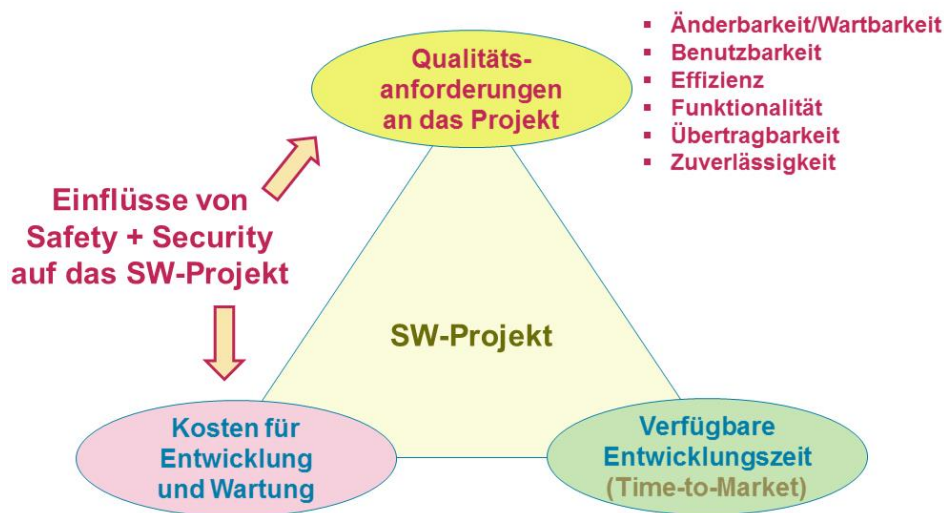 Qualitäts-
anforderungen
an das Projekt
▪ Änderbarkeit/Wartbarkeit
▪ Benutzbarkeit
▪ Effizienz
▪ Funktionalität
▪ Übertragbarkeit
▪ Zuverlässigkeit
Einflüsse von
Safety + Security
auf das SW-Projekt
SW-Projekt
Kosten für
Entwicklung
und Wartung
Verfügbare
Entwicklungszeit
(Time-to-Market)